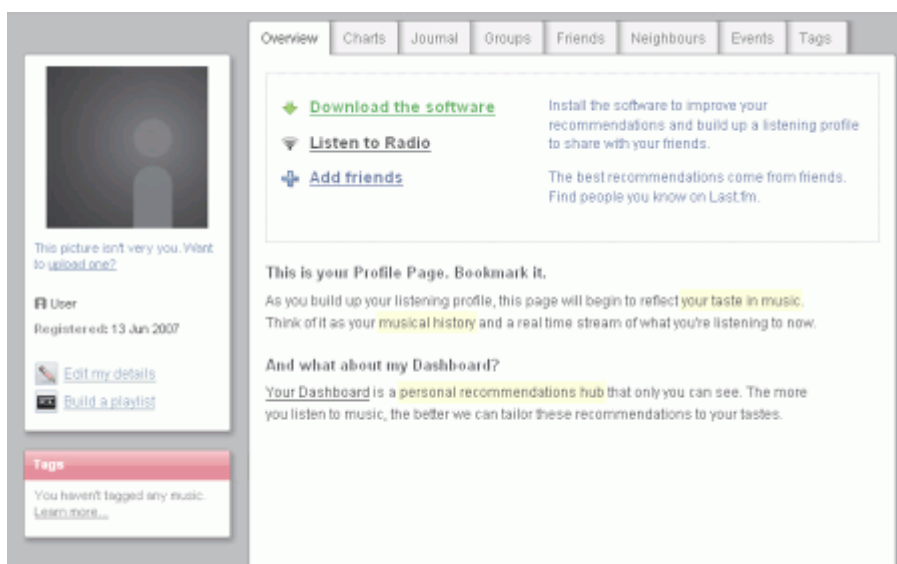 Overview Charts Journal Groups Friends Neighbours Events Tags
This picture isn't very you. Want
to upload one?
User
Registered: 13 Jun 2007
Edit my details
Build a playlist
Tags
You haven't tagged any music.
Learn more...
Download the software
Listen to Radio
Add friends
Install the software to improve your
recommendations and build up a listening profile
to share with your friends.
The best recommendations come from friends.
Find people you know on Last.fm.
This is your Profile Page. Bookmark it.
As you build up your listening profile, this page will begin to reflect your taste in music.
Think of it as your musical history and a real time stream of what you're listening to now.
And what about my Dashboard?
Your Dashboard is a personal recommendations hub that only you can see. The more
you listen to music, the better we can tailor these recommendations to your tastes.